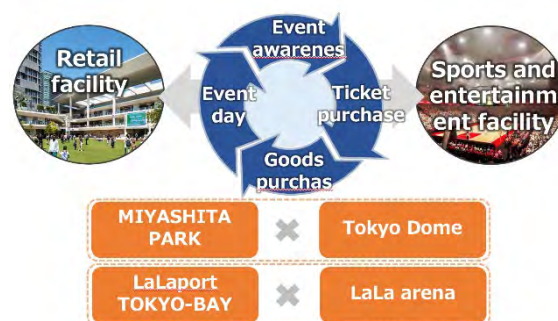 Retail
facility
Event
awarenes
Event
day
Ticket
purchase
Goods
purchas
Sports and
entertainm
ent facility
MIYASHITA
PARK
Tokyo Dome
LaLaport
TOKYO-BAY
LaLa arena